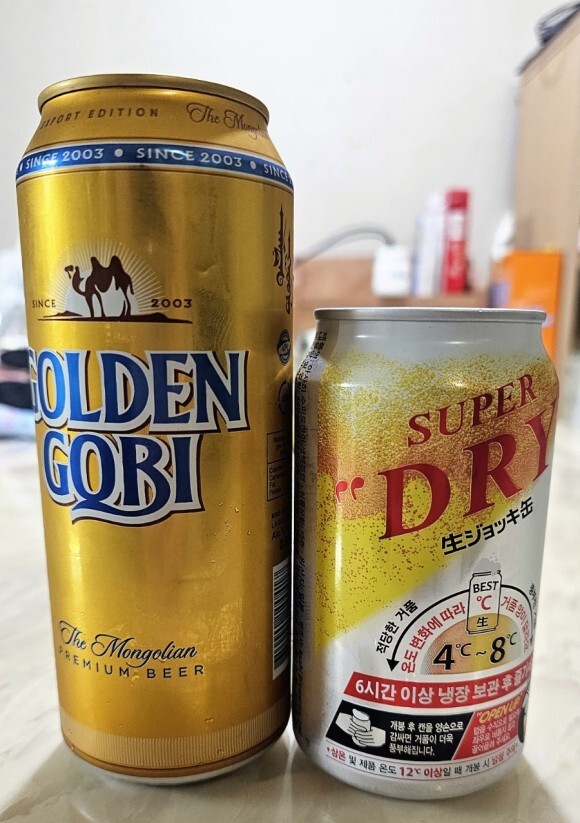 EXPORT EDITION
The Mongol
SINCE 2003 • SINCE 2003 • SINCE
SINCE 2003
GOLDEN
GOBI
The Mongolian
PREMIUM BEER
SUPER
"DRY
生ジョッキ缶
BEST
℃
生
적당한 거품
온도 변화에 따라
4℃~8℃
6시간 이상 냉장 보관 후
개봉 후 캔을 양손으로
감싸면 거품이 더욱
풍부해집니다.
"OPEN UP
*상온 및 제품 온도 12℃ 이상일 때 개봉 시